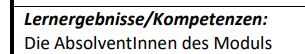 Lernergebnisse/Kompetenzen:
Die AbsolventInnen des Moduls